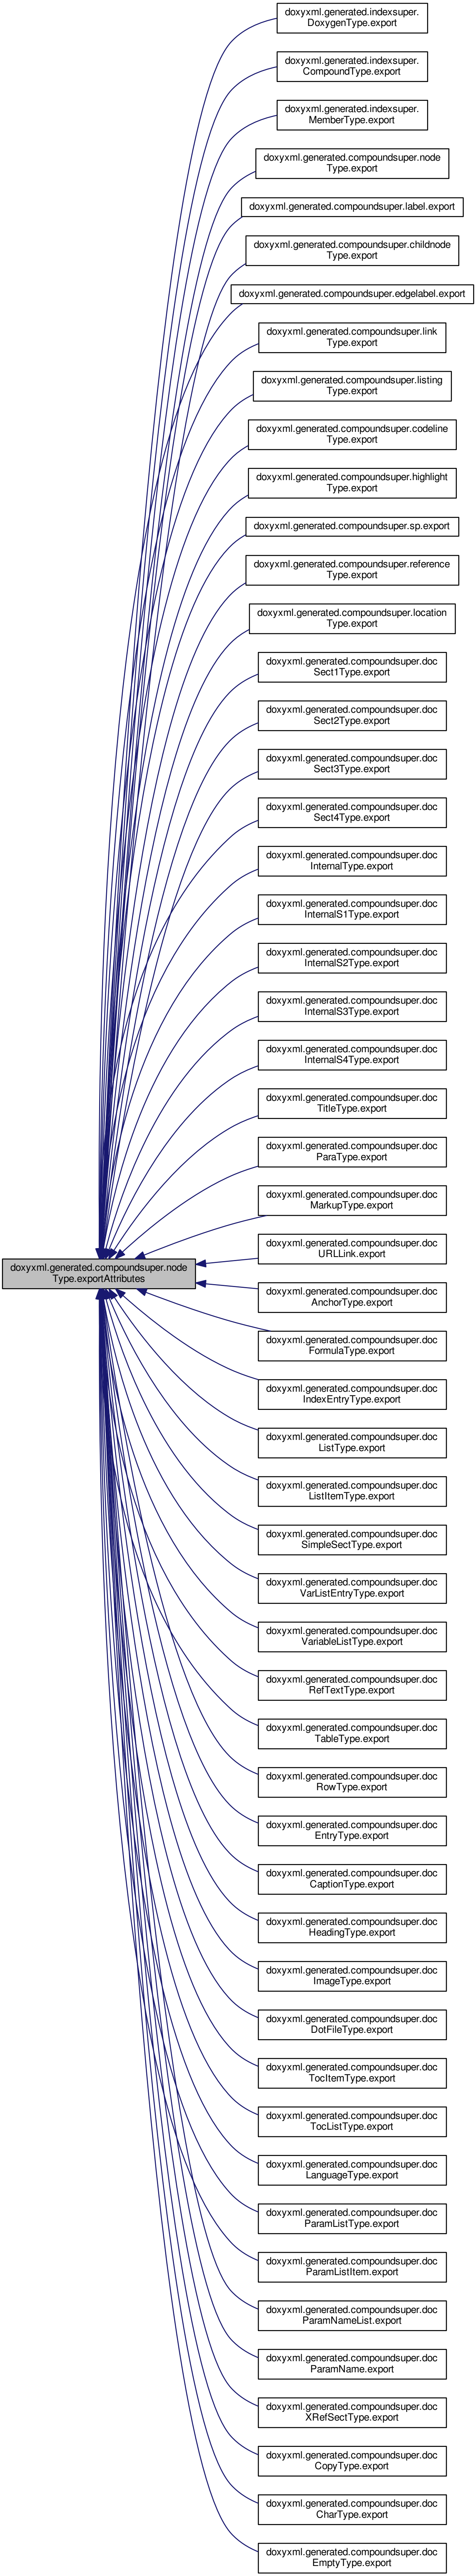 doxyxml.generated.indexsuper.
DoxygenType.export
doxyxml.generated.indexsuper.
CompoundType.export
doxyxml.generated.indexsuper.
MemberType.export
doxyxml.generated.compoundsuper.node
Type.export
doxyxml.generated.compoundsuper.label.export
doxyxml.generated.compoundsuper.childnode
Type.export
doxyxml.generated.compoundsuper.edgelabel.export
doxyxml.generated.compoundsuper.link
Type.export
doxyxml.generated.compoundsuper.listing
Type.export
doxyxml.generated.compoundsuper.codeline
Type.export
doxyxml.generated.compoundsuper.highlight
Type.export
doxyxml.generated.compoundsuper.sp.export
doxyxml.generated.compoundsuper.reference
Type.export
doxyxml.generated.compoundsuper.location
Type.export
doxyxml.generated.compoundsuper.doc
Sect1Type.export
doxyxml.generated.compoundsuper.doc
Sect2Type.export
doxyxml.generated.compoundsuper.doc
Sect3Type.export
doxyxml.generated.compoundsuper.doc
Sect4Type.export
doxyxml.generated.compoundsuper.doc
InternalType.export
doxyxml.generated.compoundsuper.doc
InternalS1Type.export
doxyxml.generated.compoundsuper.doc
InternalS2Type.export
doxyxml.generated.compoundsuper.doc
InternalS3Type.export
doxyxml.generated.compoundsuper.doc
InternalS4Type.export
doxyxml.generated.compoundsuper.doc
TitleType.export
doxyxml.generated.compoundsuper.doc
ParaType.export
doxyxml.generated.compoundsuper.doc
MarkupType.export
doxyxml.generated.compoundsuper.node
Type.exportAttributes
doxyxml.generated.compoundsuper.doc
URLLink.export
doxyxml.generated.compoundsuper.doc
AnchorType.export
doxyxml.generated.compoundsuper.doc
FormulaType.export
doxyxml.generated.compoundsuper.doc
IndexEntryType.export
doxyxml.generated.compoundsuper.doc
ListType.export
doxyxml.generated.compoundsuper.doc
ListItemType.export
doxyxml.generated.compoundsuper.doc
SimpleSectType.export
doxyxml.generated.compoundsuper.doc
VarListEntryType.export
doxyxml.generated.compoundsuper.doc
VariableListType.export
doxyxml.generated.compoundsuper.doc
RefTextType.export
doxyxml.generated.compoundsuper.doc
TableType.export
doxyxml.generated.compoundsuper.doc
RowType.export
doxyxml.generated.compoundsuper.doc
EntryType.export
doxyxml.generated.compoundsuper.doc
CaptionType.export
doxyxml.generated.compoundsuper.doc
HeadingType.export
doxyxml.generated.compoundsuper.doc
ImageType.export
doxyxml.generated.compoundsuper.doc
DotFileType.export
doxyxml.generated.compoundsuper.doc
TocItemType.export
doxyxml.generated.compoundsuper.doc
TocListType.export
doxyxml.generated.compoundsuper.doc
LanguageType.export
doxyxml.generated.compoundsuper.doc
ParamListType.export
doxyxml.generated.compoundsuper.doc
ParamListItem.export
doxyxml.generated.compoundsuper.doc
ParamNameList.export
doxyxml.generated.compoundsuper.doc
ParamName.export
doxyxml.generated.compoundsuper.doc
XRefSectType.export
doxyxml.generated.compoundsuper.doc
CopyType.export
doxyxml.generated.compoundsuper.doc
CharType.export
doxyxml.generated.compoundsuper.doc
EmptyType.export